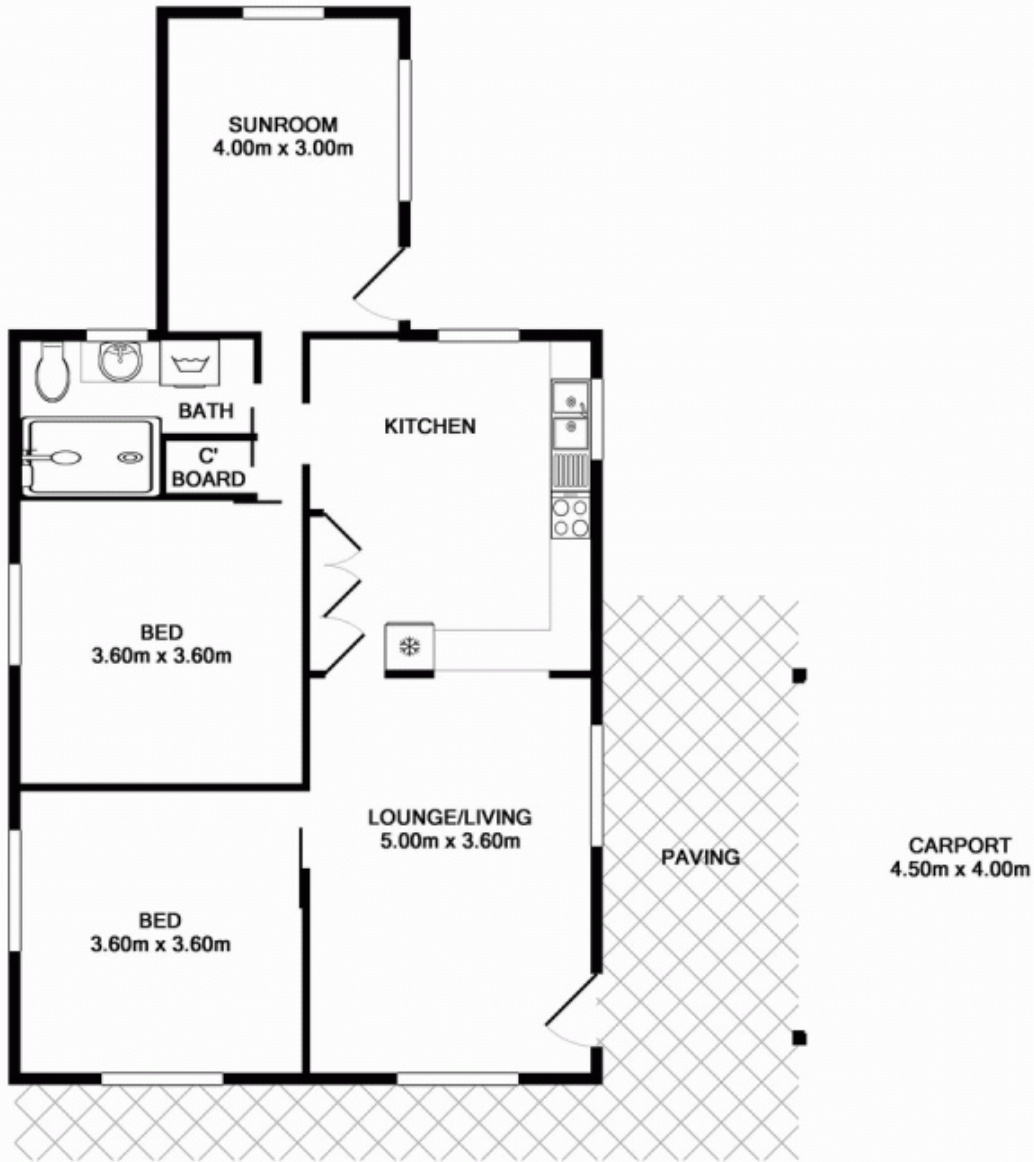 SUNROOM
4.00m x 3.00m
BATH
C'
BOARD
KITCHEN
BED
3.60m x 3.60m
LOUNGE/LIVING
5.00m x 3.60m
PAVING
CARPORT
4.50m x 4.00m
BED
3.60m x 3.60m